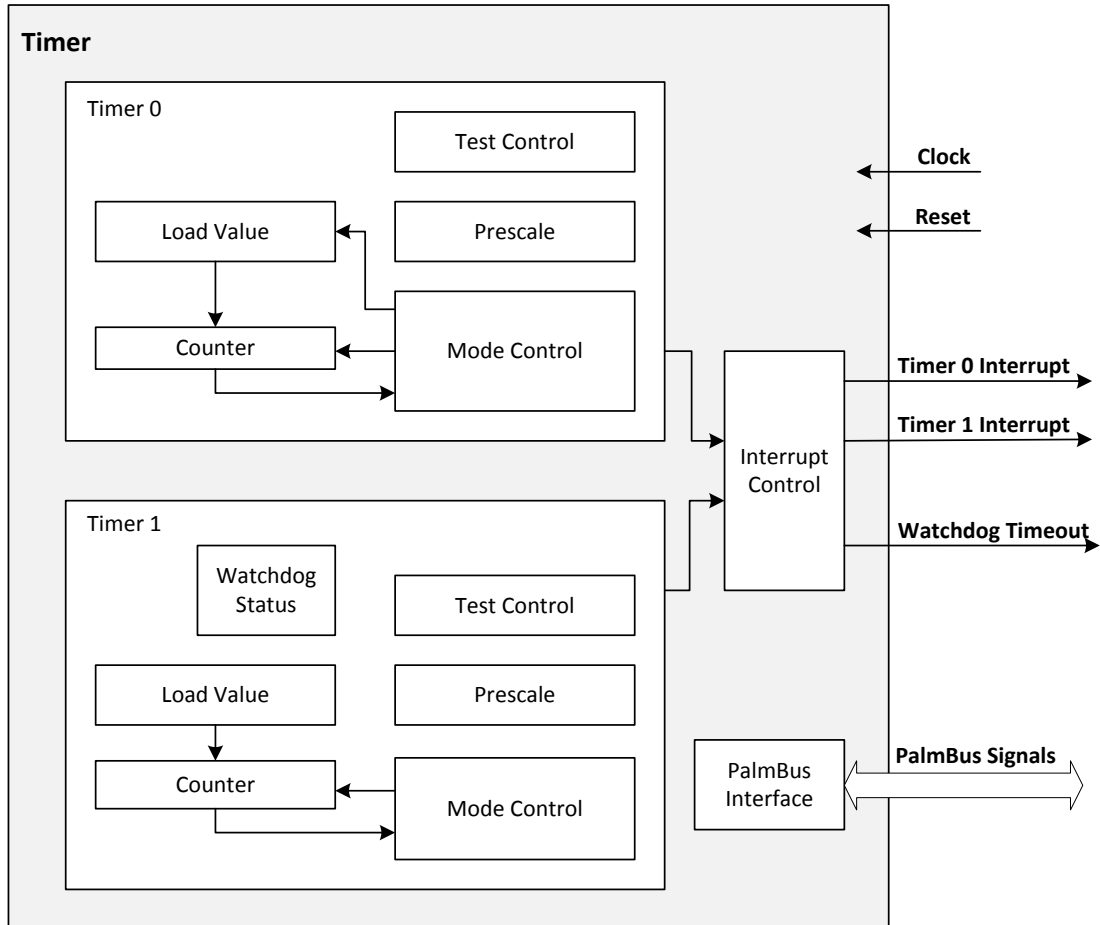 Timer
Timer 0
Test Control
Load Value
Prescale
Counter
Mode Control
Clock
Reset
Interrupt
Control
Timer 0 Interrupt
Timer 1 Interrupt
Watchdog Timeout
Timer 1
Watchdog
Status
Test Control
Load Value
Prescale
Counter
Mode Control
PalmBus
Interface
PalmBus Signals